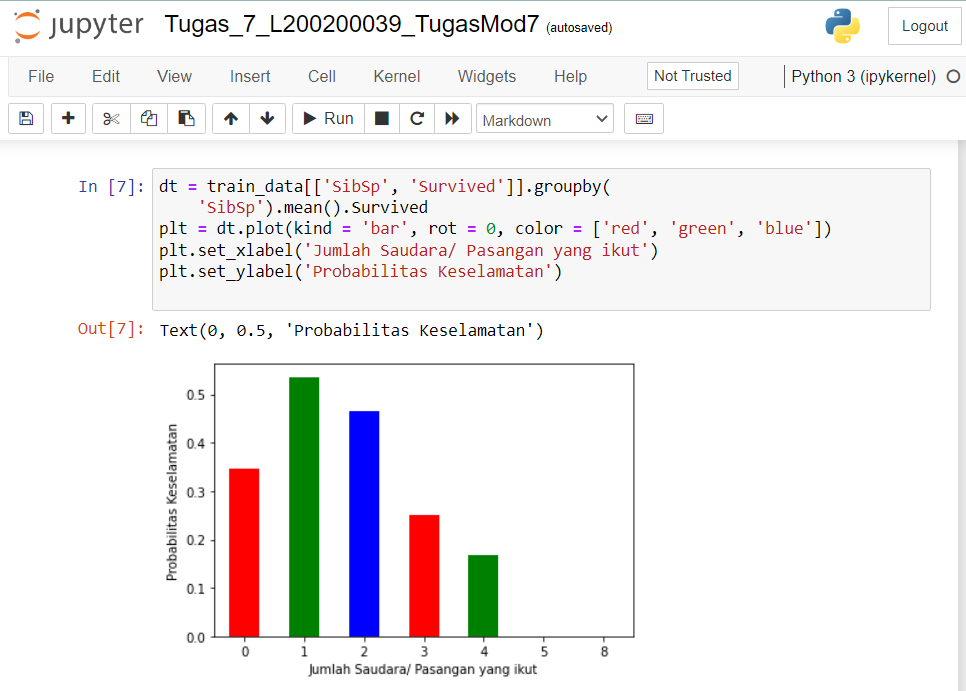 jupyter Tugas_7_L200200039_TugasMod7 (autosaved) Logout
File Edit View Insert Cell Kernel Widgets Help Not Trusted Python 3 (ipykernel)
Run Markdown
In [7]: dt = train_data[['SibSp', 'Survived']].groupby(
'SibSp').mean().Survived
plt = dt.plot(kind = 'bar', rot = 0, color = ['red', 'green', 'blue'])
plt.set_xlabel('Jumlah Saudara/ Pasangan yang ikut')
plt.set_ylabel('Probabilitas Keselamatan')
Out[7]: Text(0, 0.5, 'Probabilitas Keselamatan')
Probabilitas Keselamatan
0.5
0.4
0.3
0.2
0.1
0.0
0 1 2 3 4 5 8
Jumlah Saudara/ Pasangan yang ikut